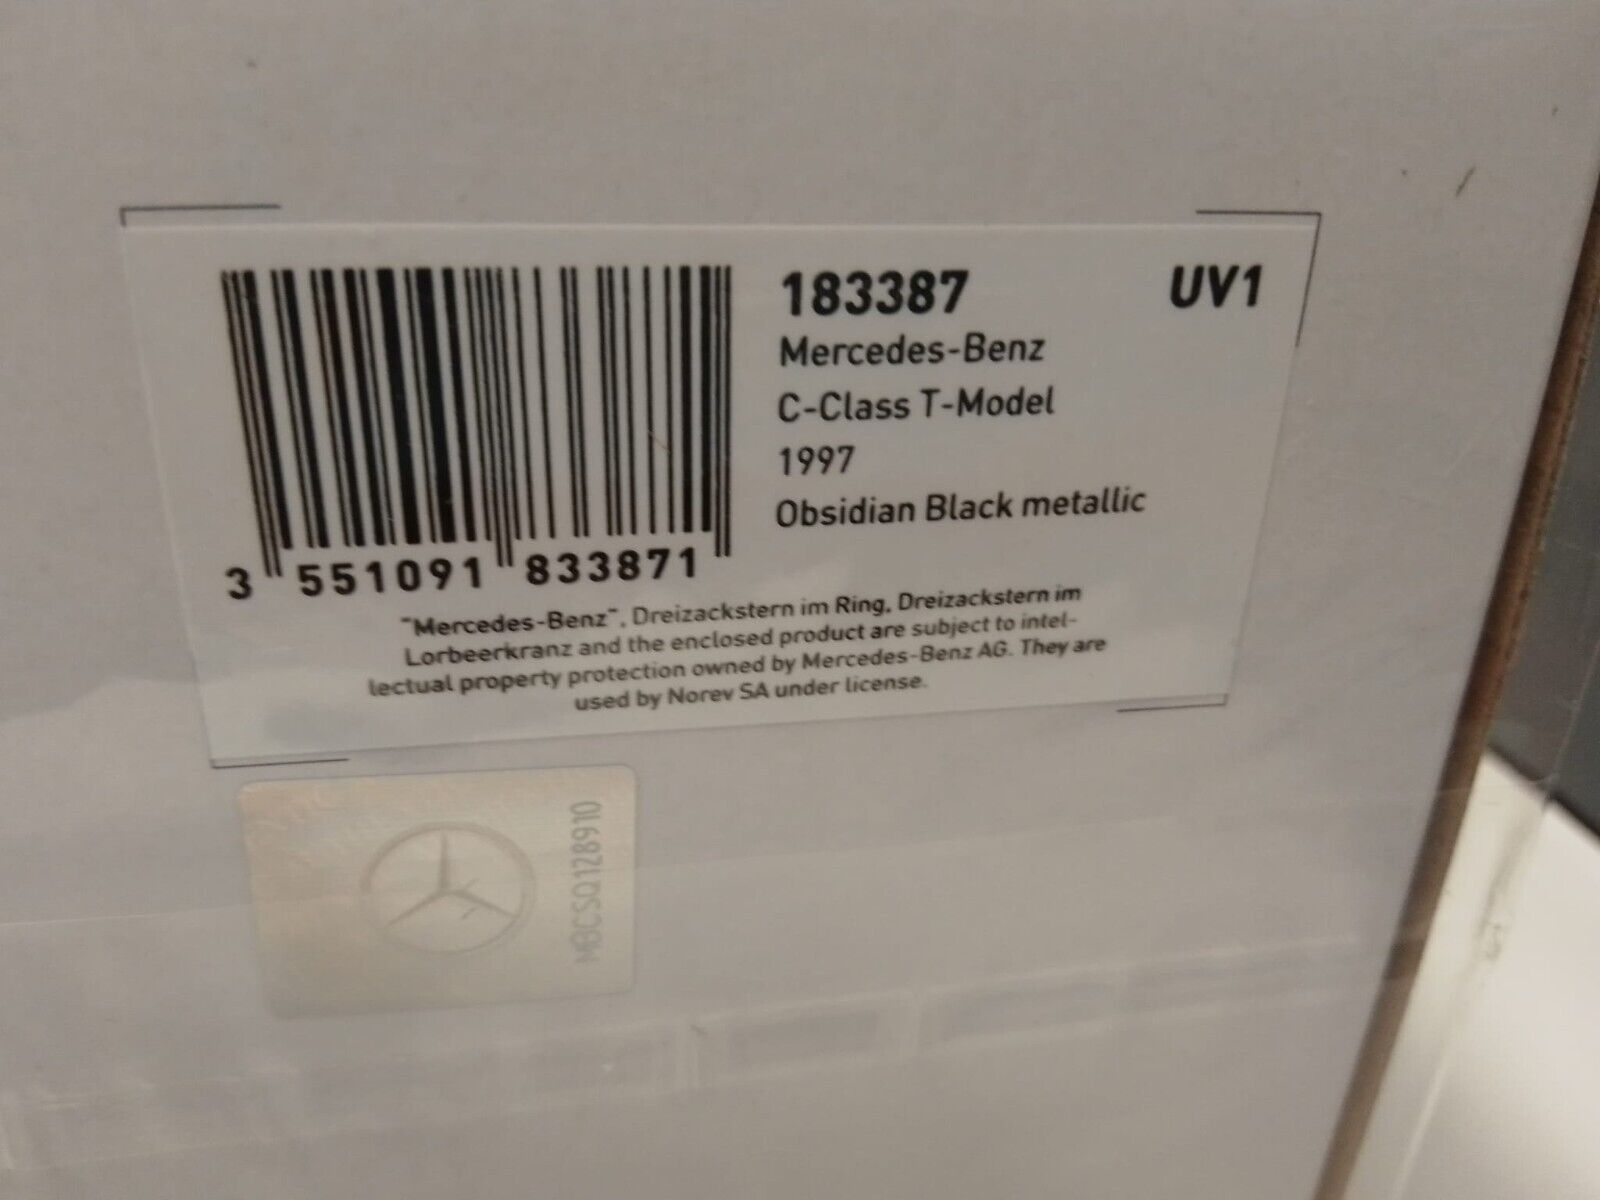 183387
UV1
Mercedes-Benz
C-Class T-Model
1997
Obsidian Black metallic
3 551091 833871
"Mercedes-Benz", Dreizackstern im Ring, Dreizackstern im
Lorbeerkranz and the enclosed product are subject to intel-
lectual property protection owned by Mercedes-Benz AG. They are
used by Norev SA under license.
MBCSQ128910